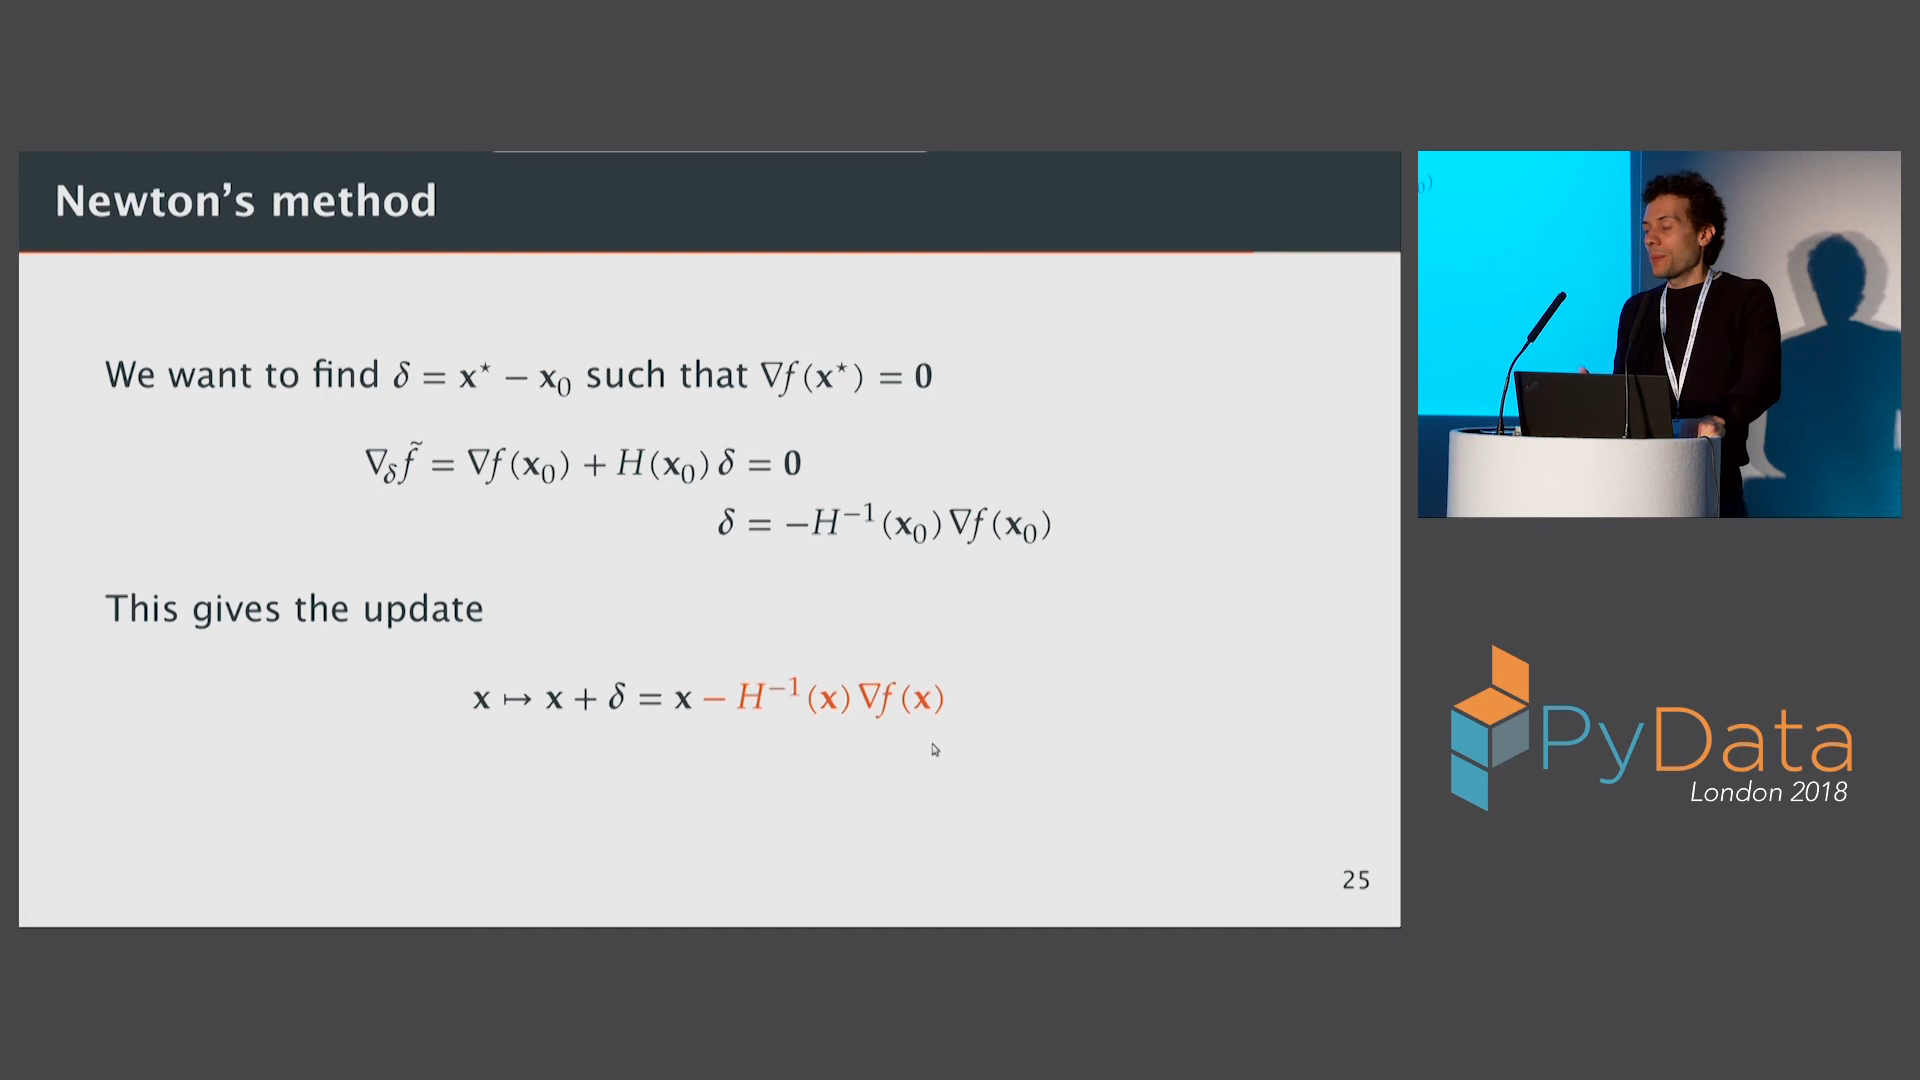 Newton's method
We want to find δ = x⋆ − x₀ such that ∇f(x⋆) = 0
∇_δ f̃ = ∇f(x₀) + H(x₀) δ = 0
δ = −H⁻¹(x₀) ∇f(x₀)
This gives the update
x ↦ x + δ = x − H⁻¹(x) ∇f(x)
25
PyData
London 2018